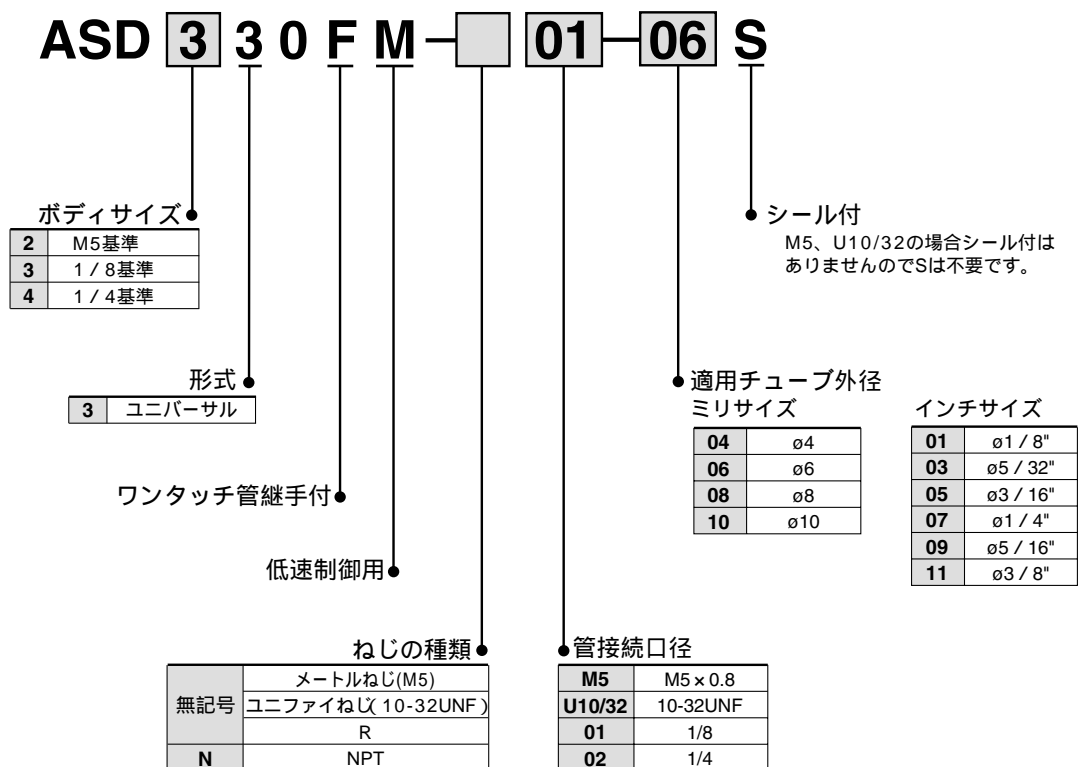 ASD 3 3 0 F M － 01 － 06 S
ボディサイズ
2 M5基準
3 1 / 8基準
4 1 / 4基準
シール付
M5、U10/32の場合シール付は
ありませんのでSは不要です。
形式
3 ユニバーサル
適用チューブ外径
ミリサイズ
04 ø4
06 ø6
08 ø8
10 ø10
インチサイズ
01 ø1 / 8"
03 ø5 / 32"
05 ø3 / 16"
07 ø1 / 4"
09 ø5 / 16"
11 ø3 / 8"
ワンタッチ管継手付
低速制御用
ねじの種類
無記号 メートルねじ(M5)
ユニファイねじ(10-32UNF)
R
N NPT
管接続口径
M5 M5 × 0.8
U10/32 10-32UNF
01 1/8
02 1/4